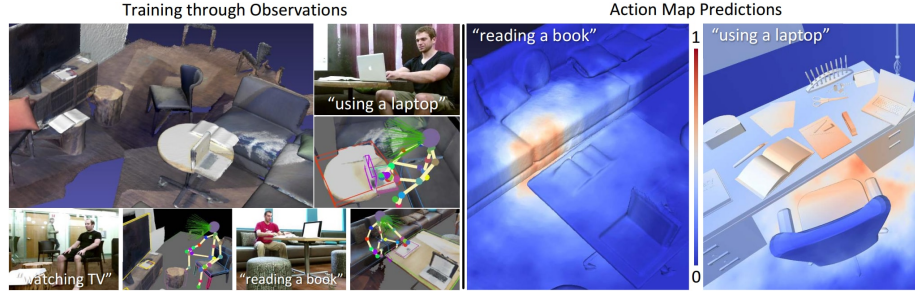 Training through Observations
Action Map Predictions
“using a laptop”
“watching TV”
“reading a book”
“reading a book”
1
0
“using a laptop”